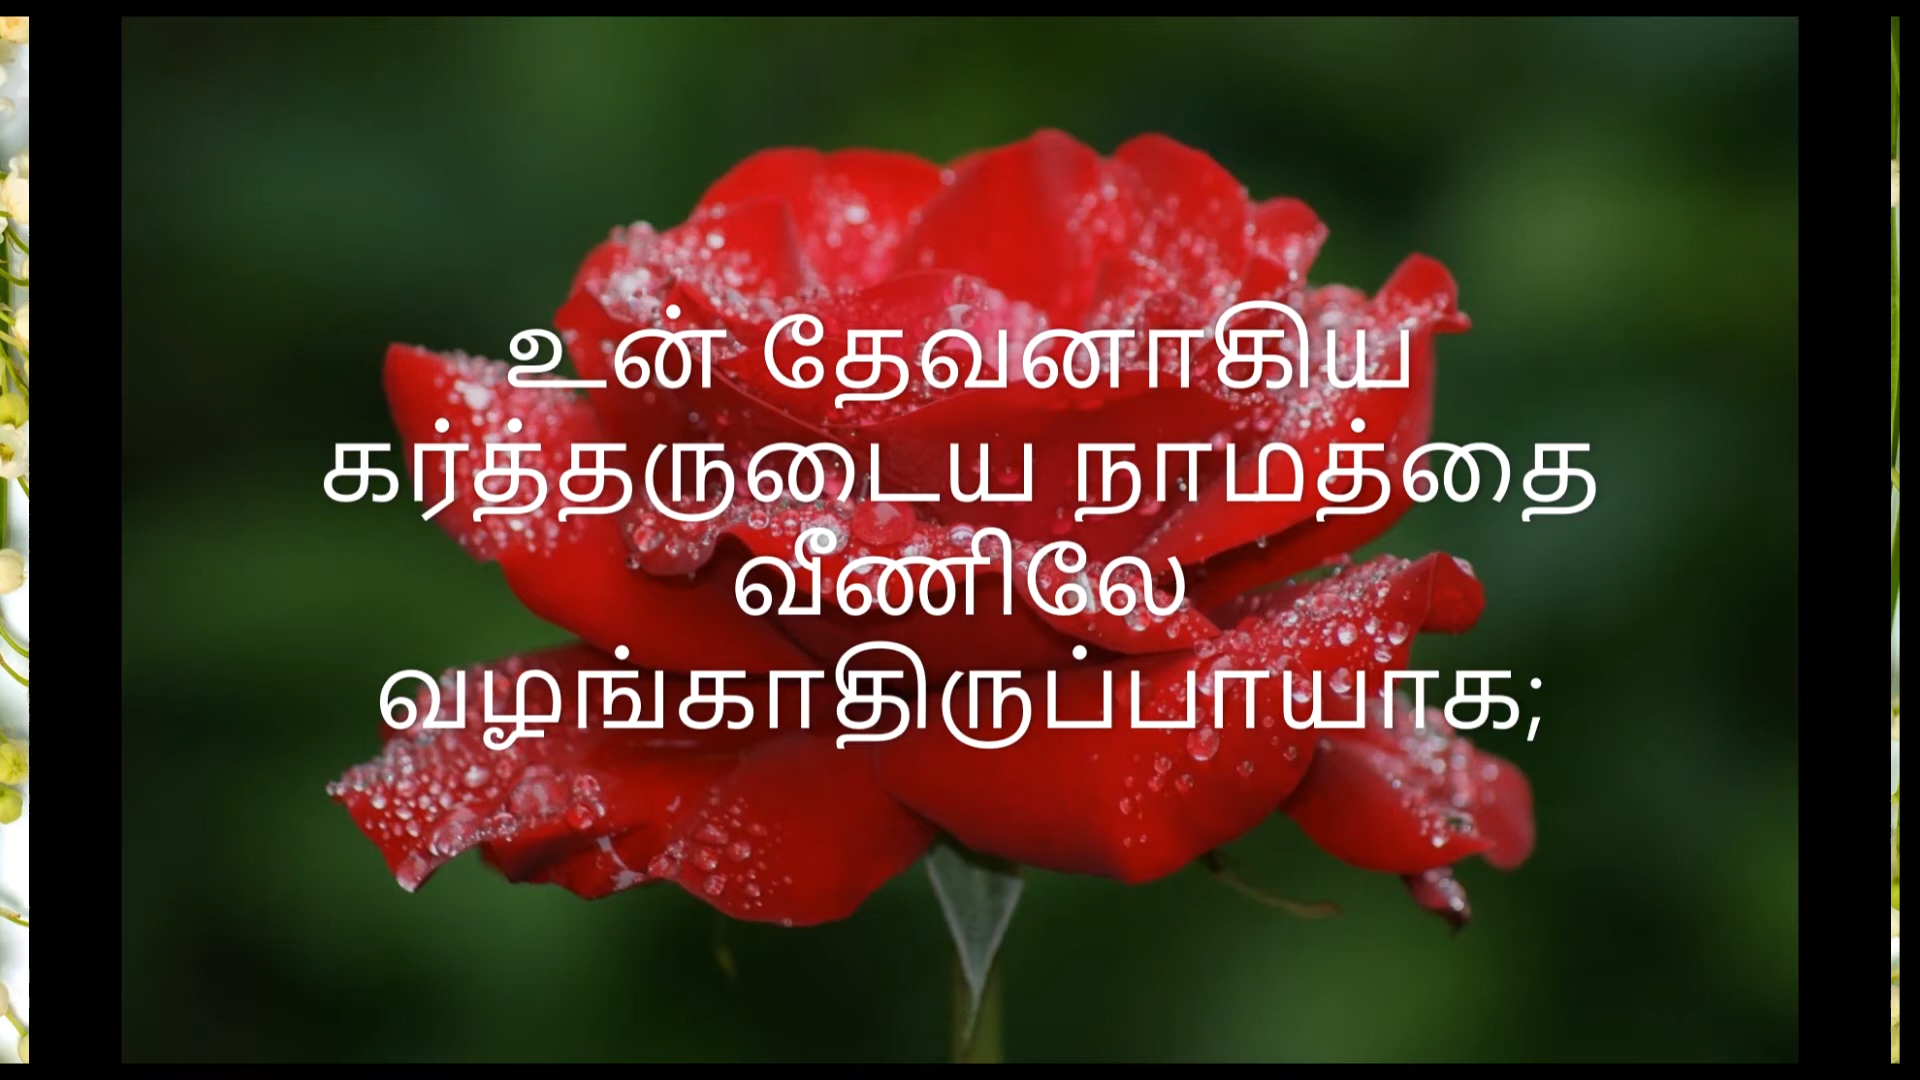 உன் தேவனாகிய
கர்த்தருடைய நாமத்தை
வீணிலே
வழங்காதிருப்பாயாக;